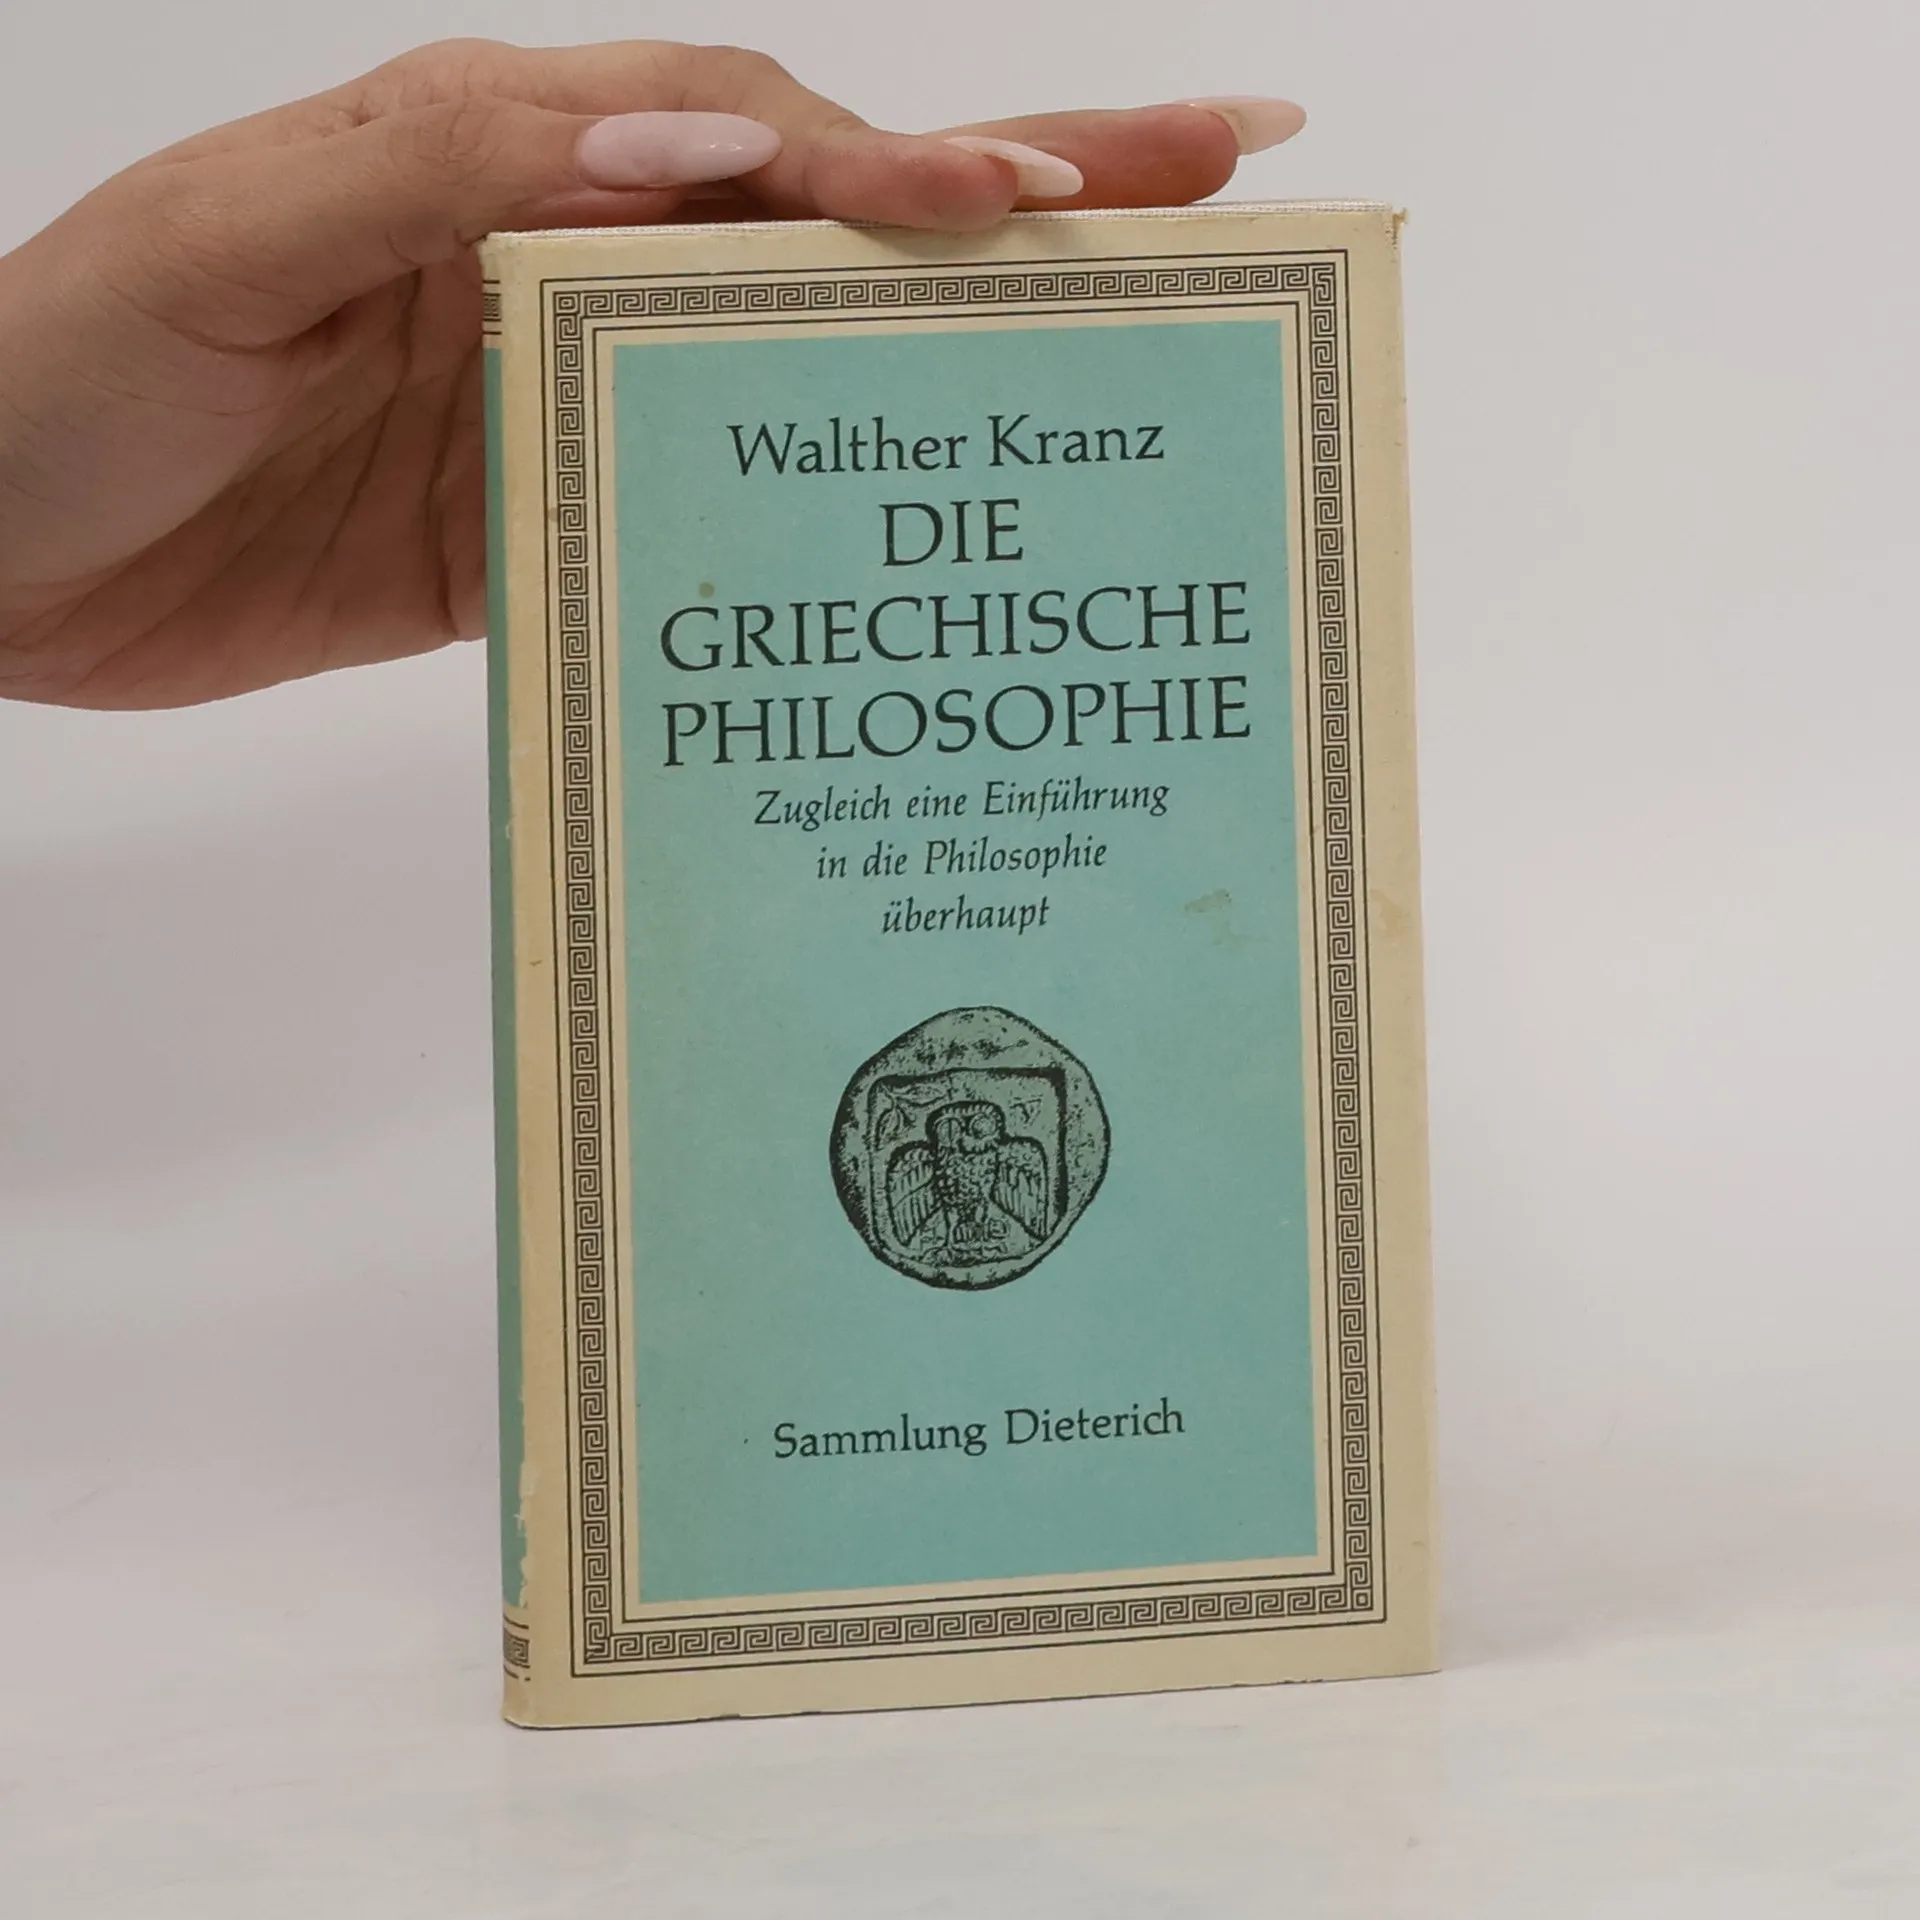 Walther Kranz
DIE
GRIECHISCHE
PHILOSOPHIE
Zugleich eine Einführung
in die Philosophie
überhaupt
Sammlung Dieterich